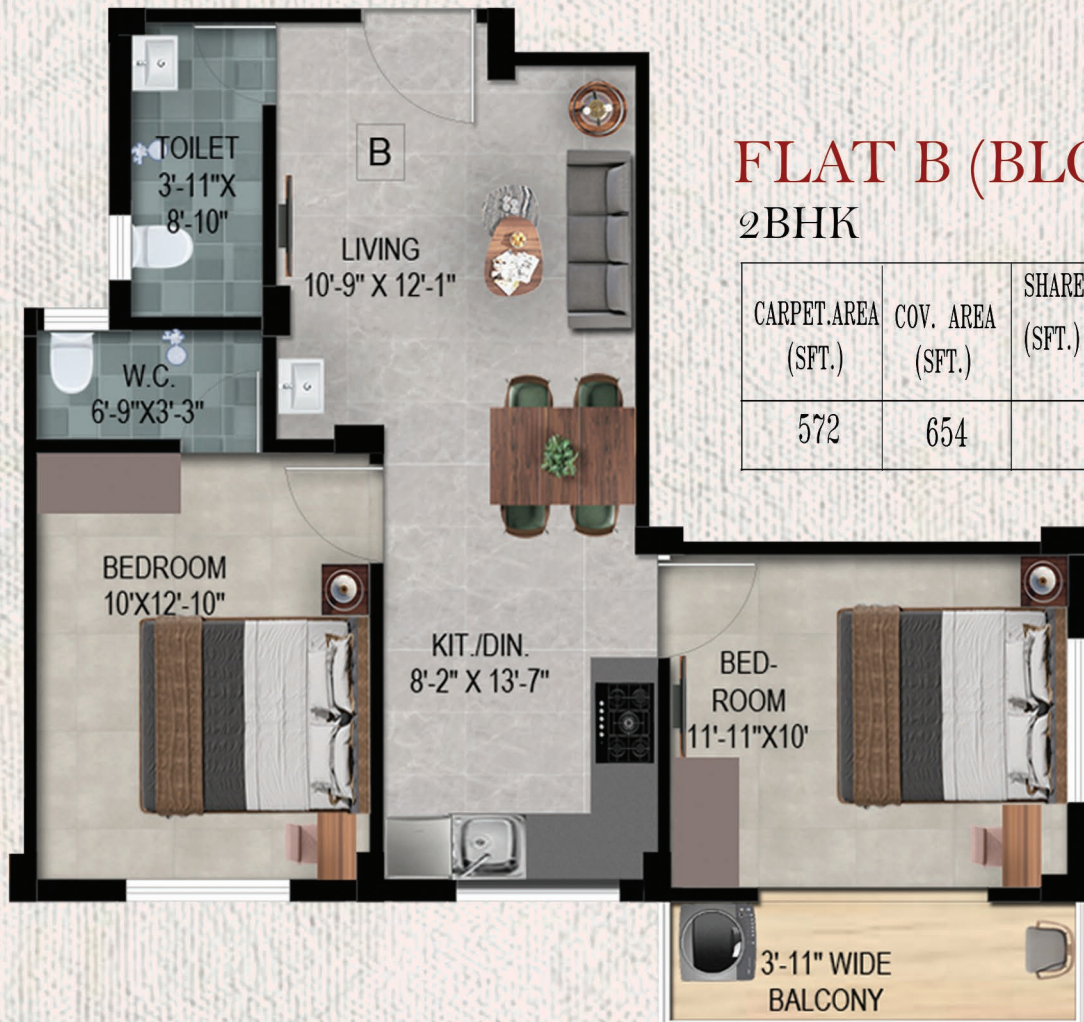 TOILET
3'-11"X
8'-10"
B
LIVING
10'-9" X 12'-1"
W.C.
6'-9"X3'-3"
BEDROOM
10'X12'-10"
KIT./DIN.
8'-2" X 13'-7"
BED-
ROOM
11'-11"X10'
3'-11" WIDE
BALCONY
FLAT B (BLO
2BHK
CARPET.AREA
(SFT.)
COV. AREA
(SFT.)
SHARE
(SFT.)
572
654